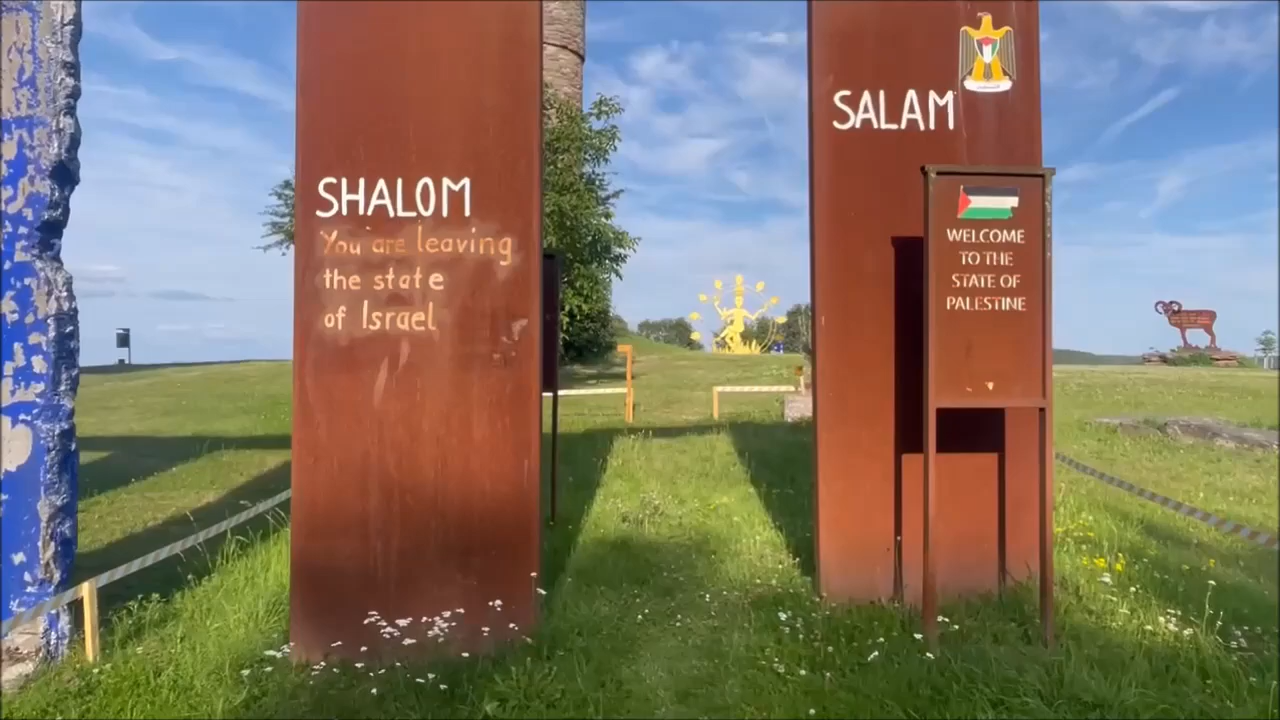 SHALOM
You are leaving
the state
of Israel
SALAM
WELCOME
TO THE
STATE OF
PALESTINE